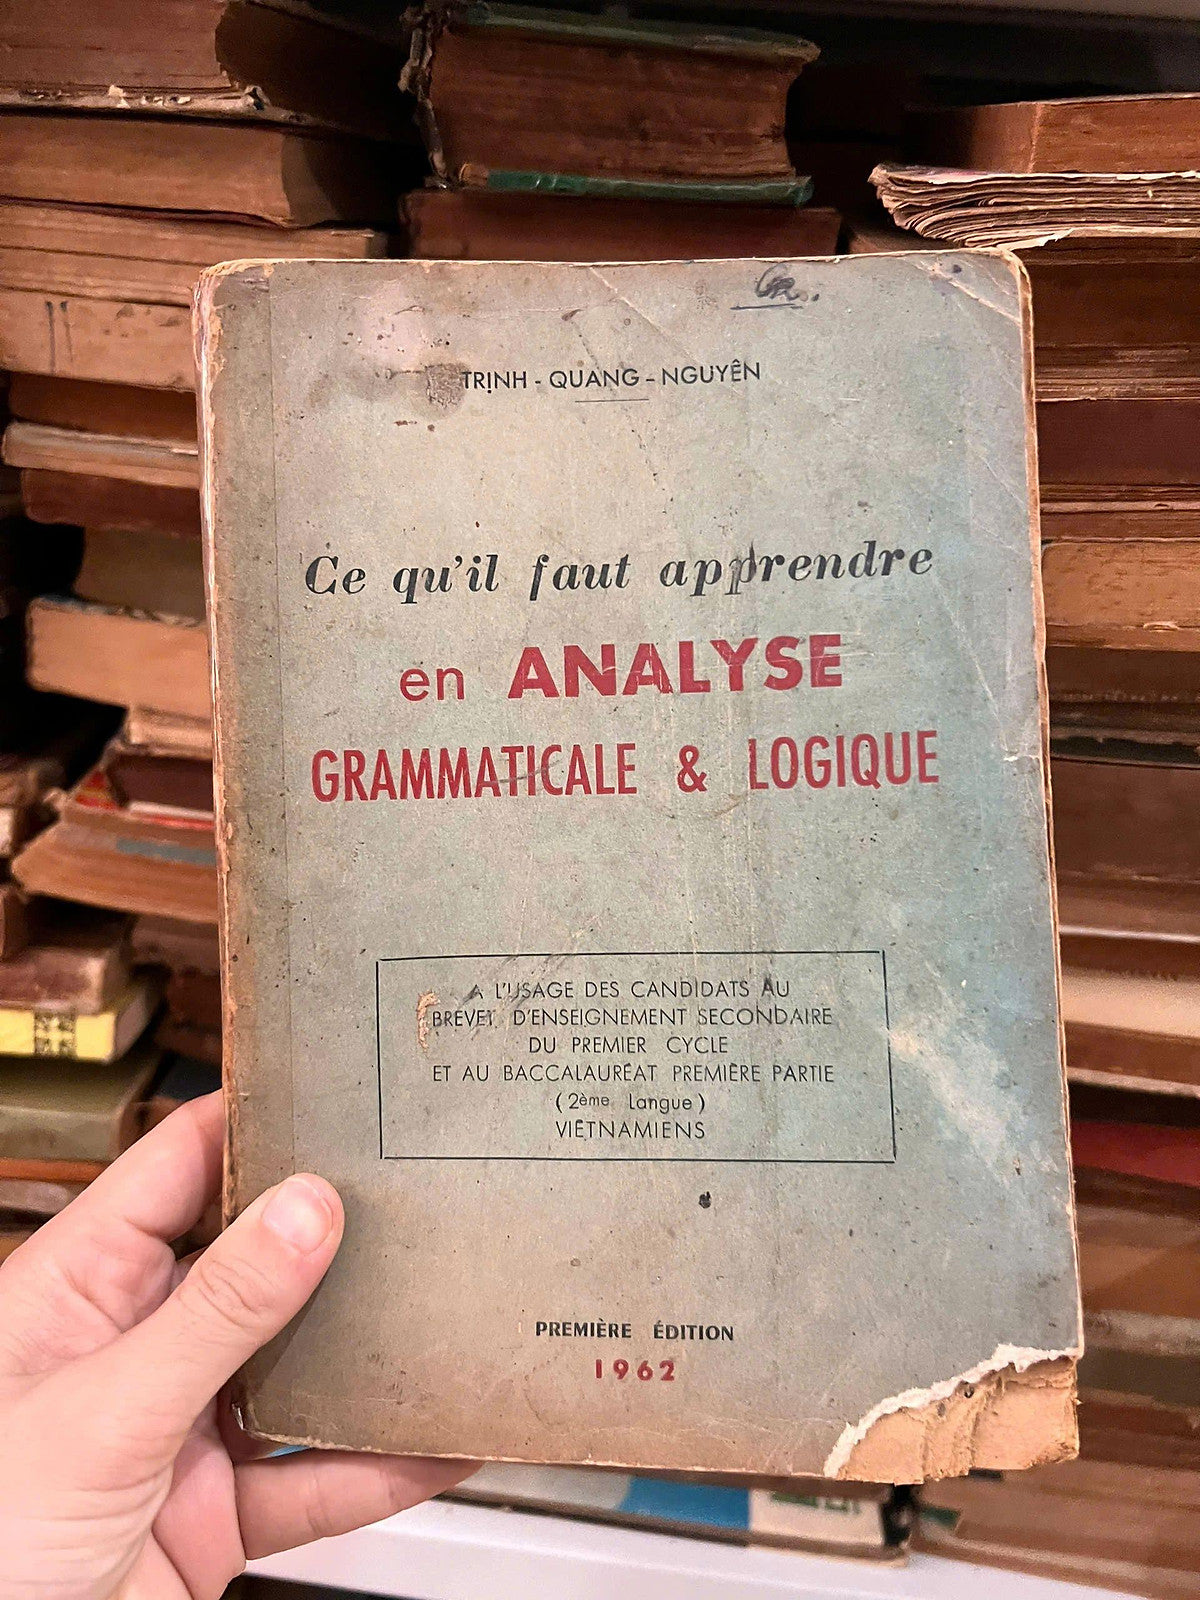 TRỊNH - QUANG - NGUYÊN
Ce qu'il faut apprendre
en ANALYSE
GRAMMATICALE & LOGIQUE
A L'USAGE DES CANDIDATS AU
BREVET D'ENSEIGNEMENT SECONDAIRE
DU PREMIER CYCLE
ET AU BACCALAURÉAT PREMIÈRE PARTIE
(2ème Langue)
VIÊTNAMIENS
PREMIÈRE ÉDITION
1962